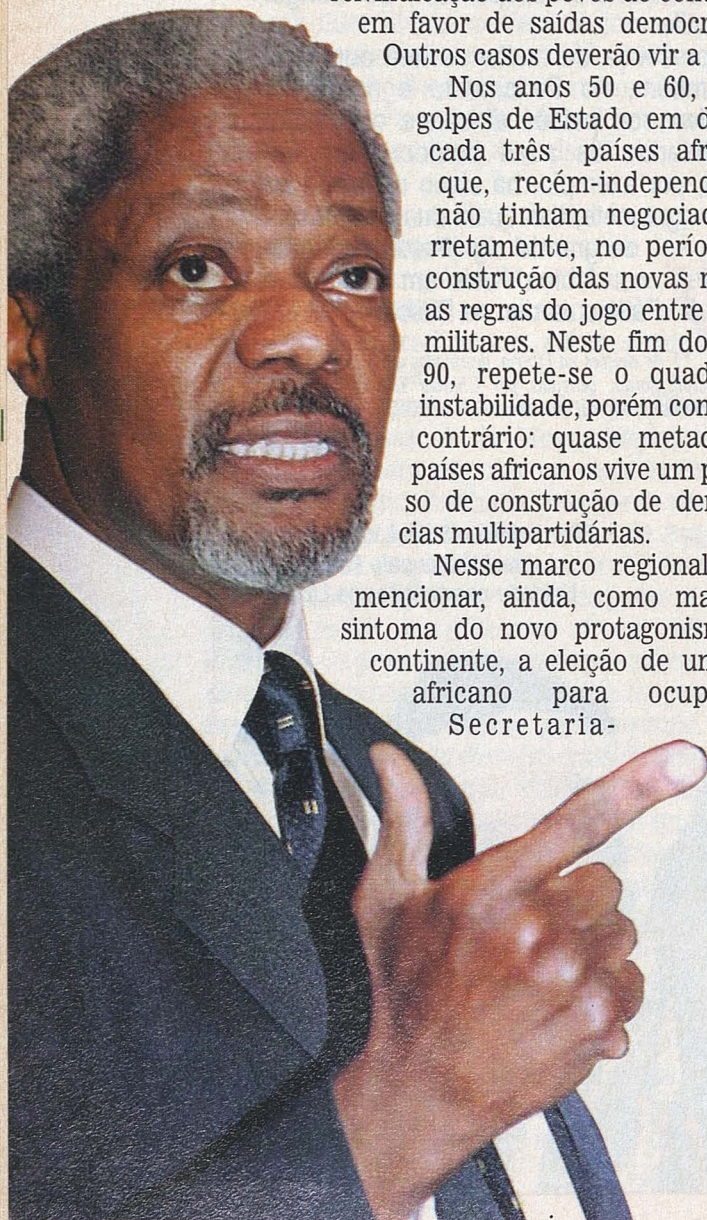 em favor de saídas democr
Outros casos deverão vir a
Nos anos 50 e 60,
golpes de Estado em d
cada três países afr
que, recém-independ
não tinham negociad
rretamente, no perío
construção das novas
as regras do jogo entre
militares. Neste fim do
90, repete-se o quad
instabilidade, porém con
contrário: quase metad
países africanos vive um p
so de construção de der
cias multipartidárias.
Nesse marco regional
mencionar, ainda, como ma
sintoma do novo protagonis
continente, a eleição de un
africano para ocup
Secretaria-